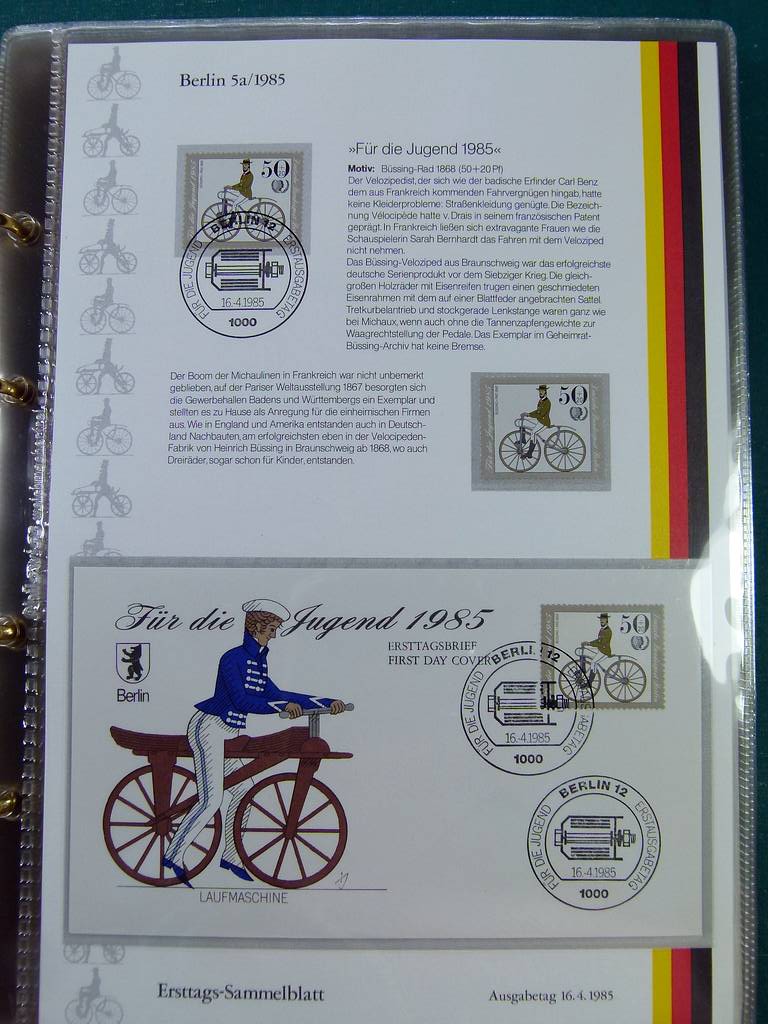 Berlin 5a/1985
50
BERLIN 12
FÜR DIE JUGEND
ERSTAUSGABETAG
16.-4.1985
1000
»Für die Jugend 1985«
Motiv: Büssing-Rad 1868 (50+20 Pf)
Der Velozipedist, der sich wie der badische Erfinder Carl Benz
dem aus Frankreich kommenden Fahrvergnügen hingab, hatte
keine Kleiderprobleme: Straßenkleidung genügte. Die Bezeich-
nung Vélocipède hatte v. Drais in seinem französischen Patent
geprägt. In Frankreich ließen sich extravagante Frauen wie die
Schauspielerin Sarah Bernhardt das Fahren mit dem Veloziped
nicht nehmen.
Das Büssing-Veloziped aus Braunschweig war das erfolgreichste
deutsche Serienprodukt vor dem Siebziger Krieg. Die gleich-
großen Holzräder mit Eisenreifen trugen einen geschmiedeten
Eisenrahmen mit dem auf einer Blattfeder angebrachten Sattel.
Tretkurbelantrieb und stockgerade Lenkstange waren ganz wie
bei Michaux, wenn auch ohne die Tannenzapfengewichte zur
Waagrechtstellung der Pedale. Das Exemplar im Geheimrat-
Büssing-Archiv hat keine Bremse.
Der Boom der Michaulinen in Frankreich war nicht unbemerkt
geblieben, auf der Pariser Weltausstellung 1867 besorgten sich
die Gewerbehallen Badens und Württembergs ein Exemplar und
stellten es zu Hause als Anregung für die einheimischen Firmen
aus. Wie in England und Amerika entstanden auch in Deutsch-
land Nachbauten, am erfolgreichsten eben in der Velocipeden-
Fabrik von Heinrich Büssing in Braunschweig ab 1868, wo auch
Dreiräder, sogar schon für Kinder, entstanden.
50
Für die Jugend 1985
ERSTTAGSBRIEF
FIRST DAY COVER
Berlin
50
BERLIN 12
FÜR DIE JUGEND
16.-4.1985
1000
BERLIN 12
FÜR DIE JUGEND
ERSTAUSGABETAG
16.-4.1985
1000
LAUFMASCHINE
Ersttags-Sammelblatt
Ausgabetag 16.4.1985